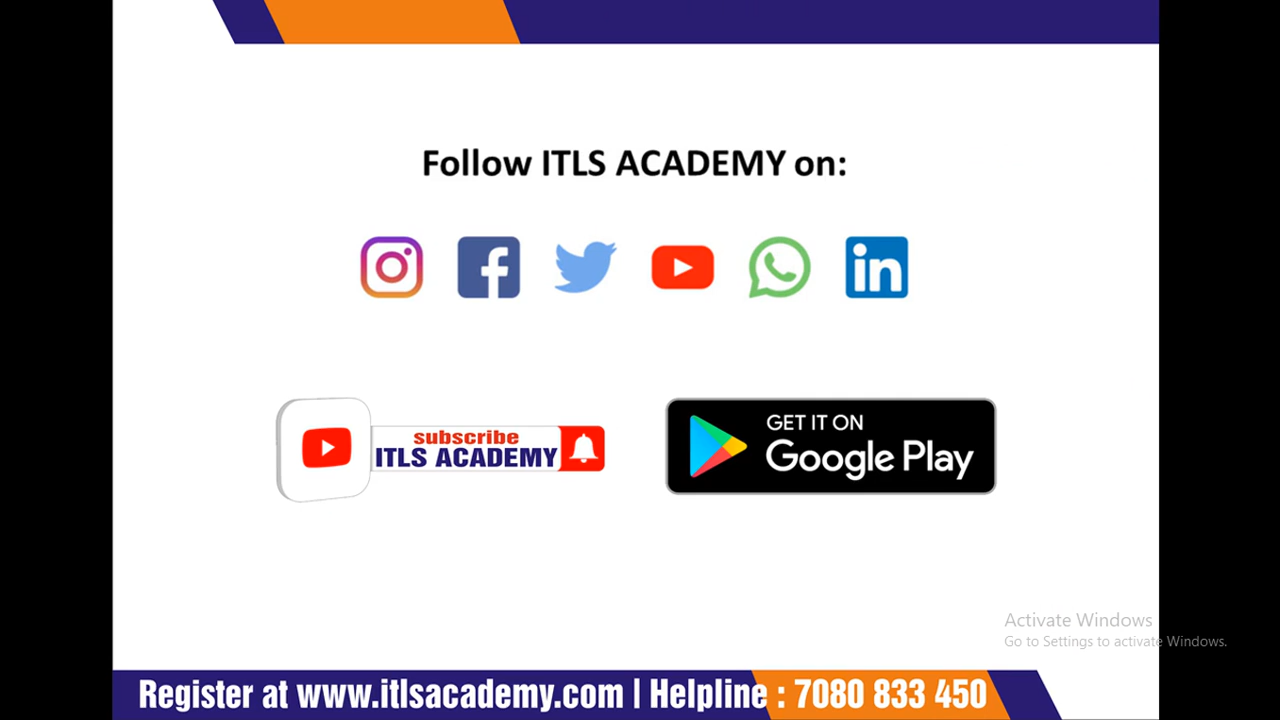 Follow ITLS ACADEMY on:
subscribe
ITLS ACADEMY
GET IT ON
Google Play
Activate Windows
Go to Settings to activate Windows.
Register at www.itlsacademy.com | Helpline : 7080 833 450